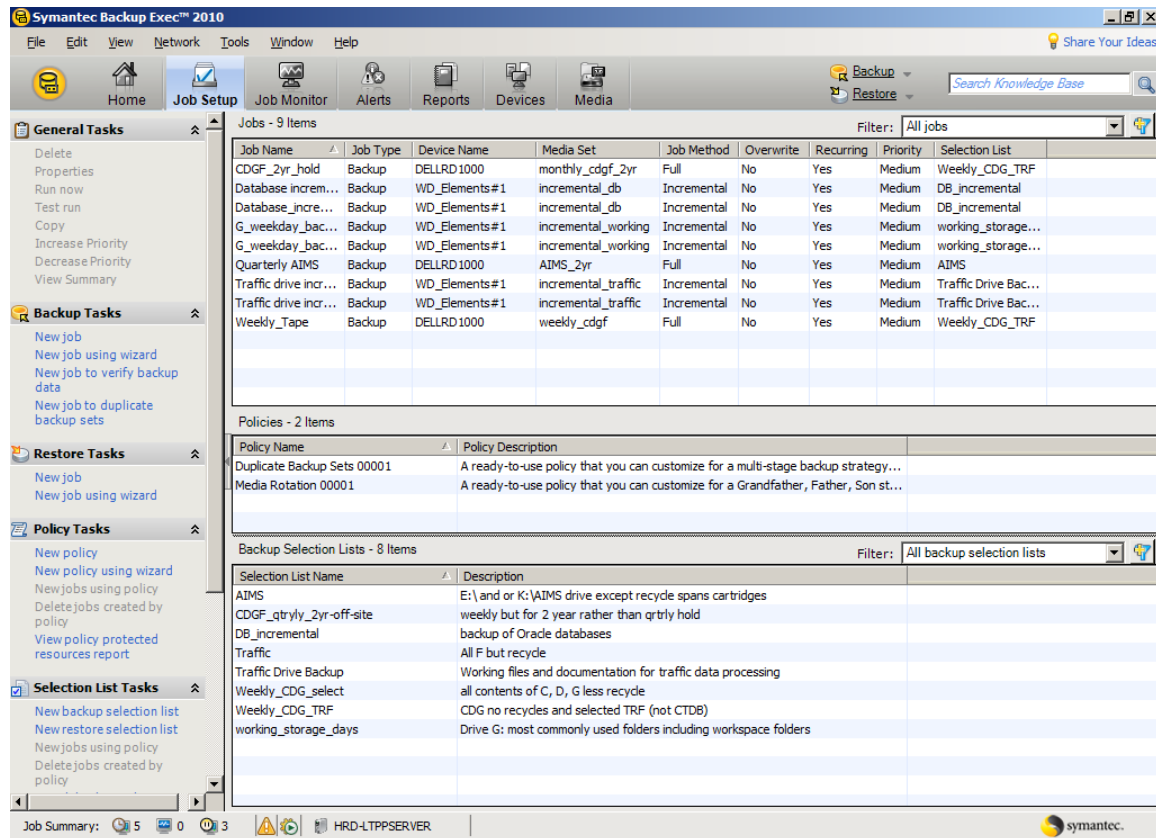 Symantec Backup Exec™ 2010
File Edit View Network Tools Window Help
Share Your Ideas
Home Job Setup Job Monitor Alerts Reports Devices Media
Backup
Restore
Search Knowledge Base
General Tasks
Delete
Properties
Run now
Test run
Copy
Increase Priority
Decrease Priority
View Summary
Backup Tasks
New job
New job using wizard
New job to verify backup
data
New job to duplicate
backup sets
Restore Tasks
New job
New job using wizard
Policy Tasks
New policy
New policy using wizard
New jobs using policy
Delete jobs created by
policy
View policy protected
resources report
Selection List Tasks
New backup selection list
New restore selection list
New jobs using policy
Delete jobs created by
policy
Jobs - 9 Items
Filter: All jobs
Job Name Job Type Device Name Media Set Job Method Overwrite Recurring Priority Selection List
CDGF_2yr_hold Backup DELLRD1000 monthly_cdgf_2yr Full No Yes Medium Weekly_CDG_TRF
Database increm... Backup WD_Elements#1 incremental_db Incremental No Yes Medium DB_incremental
Database_incre... Backup WD_Elements#1 incremental_db Incremental No Yes Medium DB_incremental
G_weekday_bac... Backup WD_Elements#1 incremental_working Incremental No Yes Medium working_storage...
G_weekday_bac... Backup WD_Elements#1 incremental_working Incremental No Yes Medium working_storage...
Quarterly AIMS Backup DELLRD1000 AIMS_2yr Full No Yes Medium AIMS
Traffic drive incr... Backup WD_Elements#1 incremental_traffic Incremental No Yes Medium Traffic Drive Bac...
Traffic drive incr... Backup WD_Elements#1 incremental_traffic Incremental No Yes Medium Traffic Drive Bac...
Weekly_Tape Backup DELLRD1000 weekly_cdgf Full No Yes Medium Weekly_CDG_TRF
Policies - 2 Items
Policy Name Policy Description
Duplicate Backup Sets 00001 A ready-to-use policy that you can customize for a multi-stage backup strategy...
Media Rotation 00001 A ready-to-use policy that you can customize for a Grandfather, Father, Son st...
Backup Selection Lists - 8 Items
Filter: All backup selection lists
Selection List Name Description
AIMS E:\ and or K:\AIMS drive except recycle spans cartridges
CDGF_qtryly_2yr-off-site weekly but for 2 year rather than qrtrly hold
DB_incremental backup of Oracle databases
Traffic All F but recycle
Traffic Drive Backup Working files and documentation for traffic data processing
Weekly_CDG_select all contents of C, D, G less recycle
Weekly_CDG_TRF CDG no recycles and selected TRF (not CTDB)
working_storage_days Drive G: most commonly used folders including workspace folders
Job Summary: 5 0 3 HRD-LTPPSERVER
symantec.